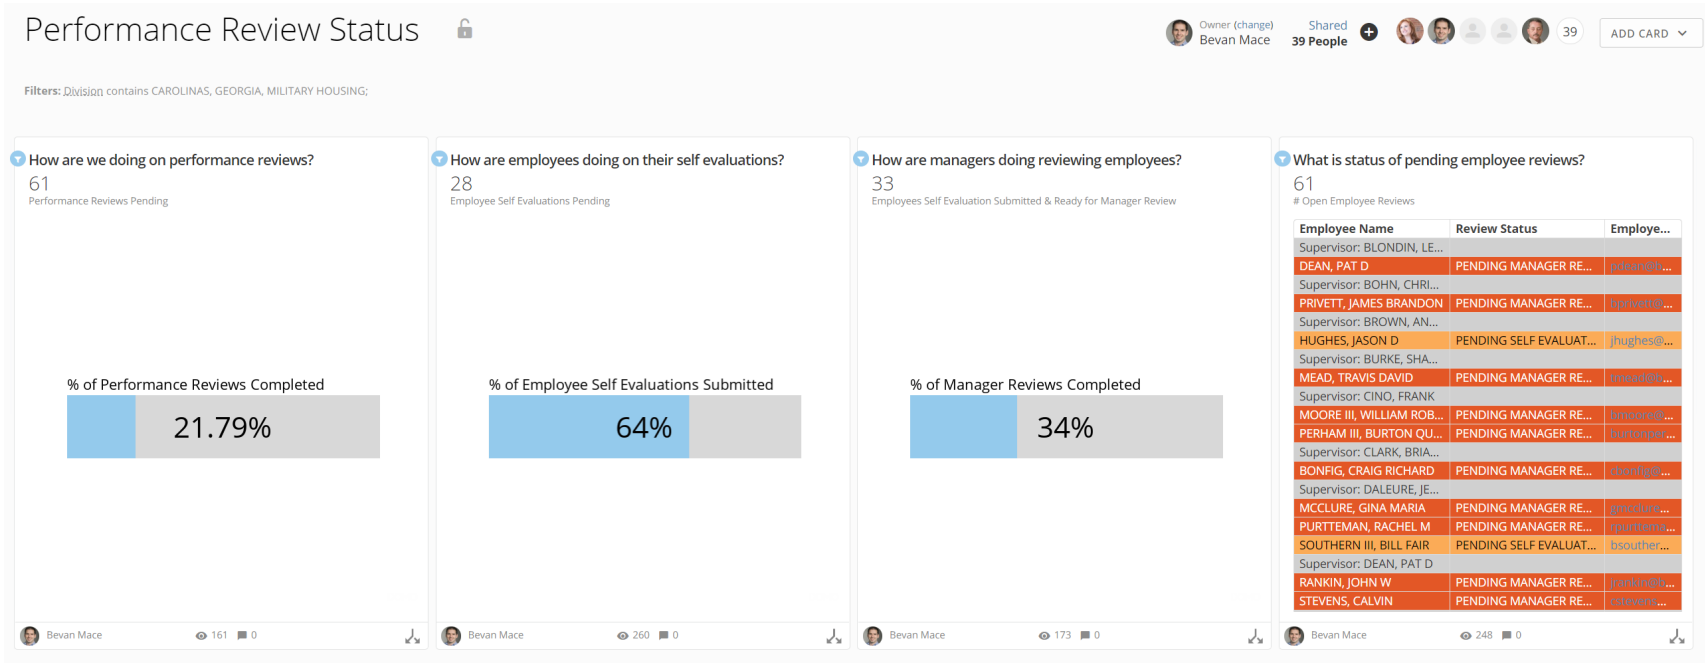 Performance Review Status
Owner (change)
Bevan Mace
Shared
39 People
39
ADD CARD
Filters: Division contains CAROLINAS, GEORGIA, MILITARY HOUSING;
How are we doing on performance reviews?
61
Performance Reviews Pending
% of Performance Reviews Completed
21.79%
Bevan Mace 161 0
How are employees doing on their self evaluations?
28
Employee Self Evaluations Pending
% of Employee Self Evaluations Submitted
64%
Bevan Mace 260 0
How are managers doing reviewing employees?
33
Employees Self Evaluation Submitted & Ready for Manager Review
% of Manager Reviews Completed
34%
Bevan Mace 173 0
What is status of pending employee reviews?
61
# Open Employee Reviews
Employee Name Review Status Employe...
Supervisor: BLONDIN, LE...
DEAN, PAT D PENDING MANAGER RE...
Supervisor: BOHN, CHRI...
PRIVETT, JAMES BRANDON PENDING MANAGER RE...
Supervisor: BROWN, AN...
HUGHES, JASON D PENDING SELF EVALUAT... jhughes@...
Supervisor: BURKE, SHA...
MEAD, TRAVIS DAVID PENDING MANAGER RE...
Supervisor: CINO, FRANK
MOORE III, WILLIAM ROB... PENDING MANAGER RE...
PERHAM III, BURTON QU... PENDING MANAGER RE...
Supervisor: CLARK, BRIA...
BONFIG, CRAIG RICHARD PENDING MANAGER RE...
Supervisor: DALEURE, JE...
MCCLURE, GINA MARIA PENDING MANAGER RE...
PURTTEMAN, RACHEL M PENDING MANAGER RE...
SOUTHERN III, BILL FAIR PENDING SELF EVALUAT... bsouther...
Supervisor: DEAN, PAT D
RANKIN, JOHN W PENDING MANAGER RE...
STEVENS, CALVIN PENDING MANAGER RE...
Bevan Mace 248 0